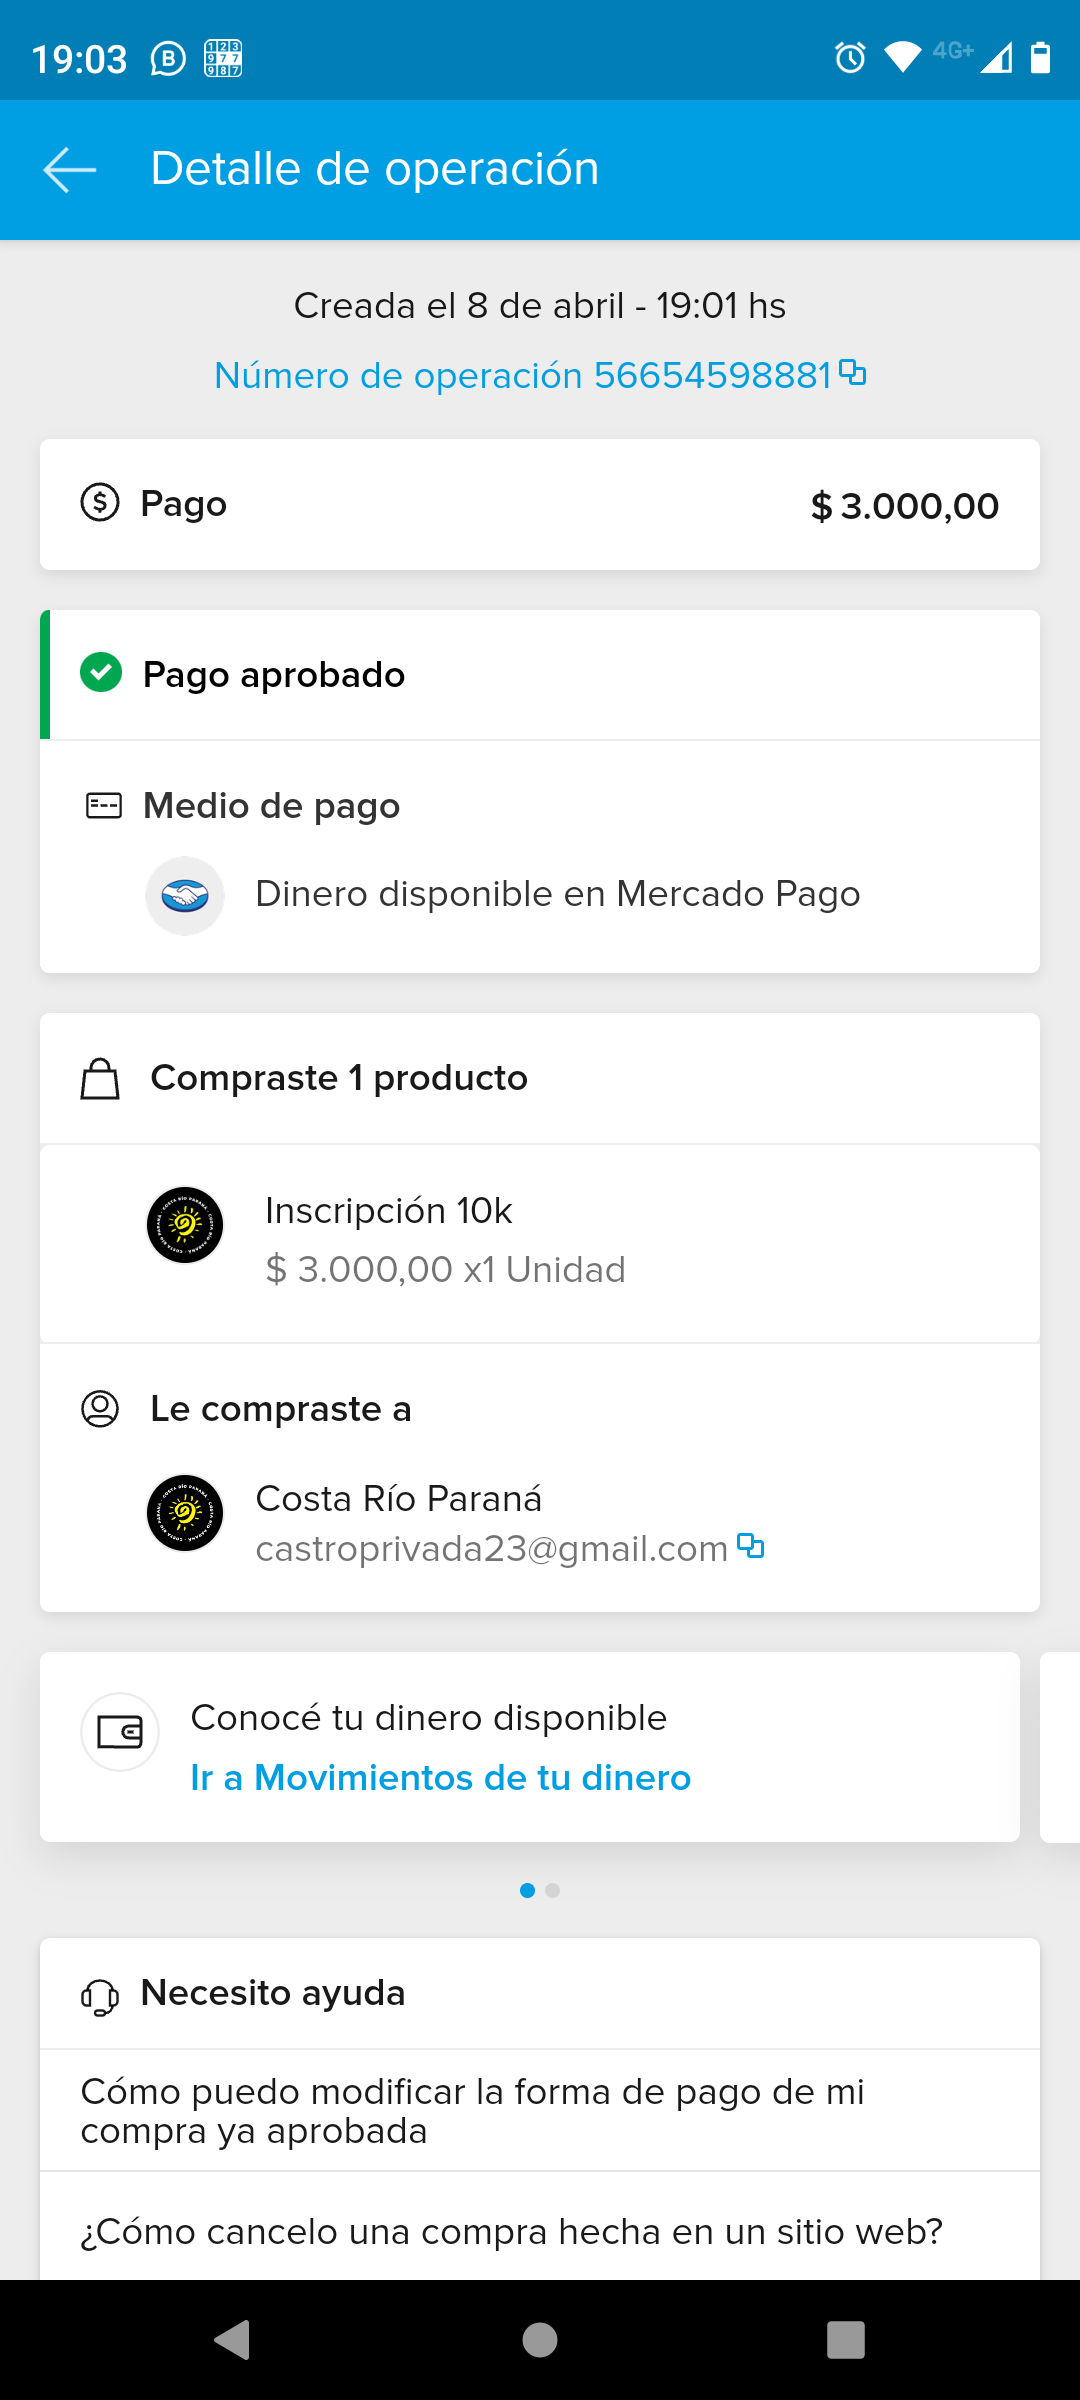 19:03
4G+
Detalle de operación
Creada el 8 de abril - 19:01 hs
Número de operación 56654598881
Pago
$ 3.000,00
Pago aprobado
Medio de pago
Dinero disponible en Mercado Pago
Compraste 1 producto
Inscripción 10k
$ 3.000,00 x1 Unidad
Le compraste a
Costa Río Paraná
castroprivada23@gmail.com
Conocé tu dinero disponible
Ir a Movimientos de tu dinero
Necesito ayuda
Cómo puedo modificar la forma de pago de mi
compra ya aprobada
¿Cómo cancelo una compra hecha en un sitio web?